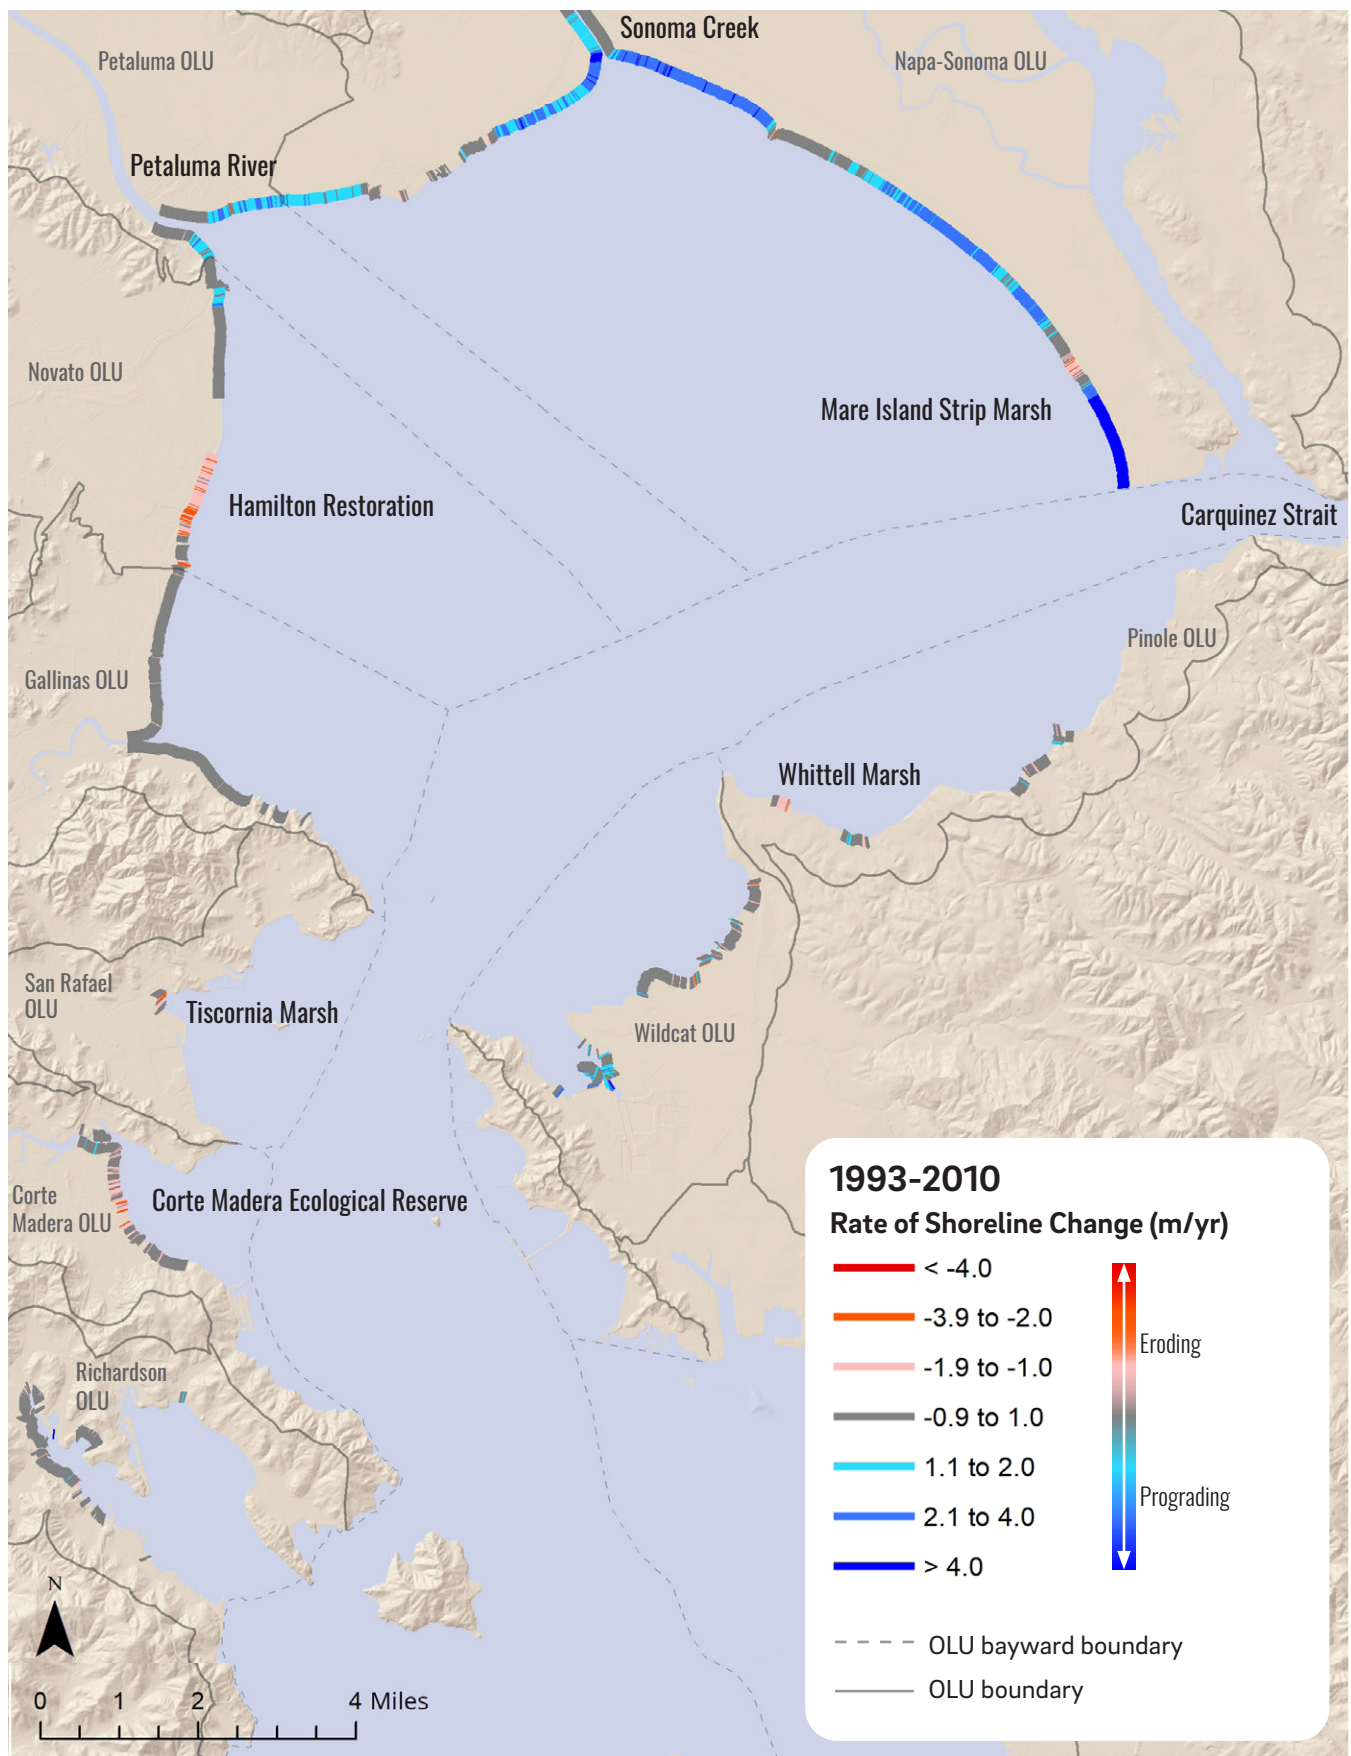 Sonoma Creek
Petaluma OLU
Napa-Sonoma OLU
Petaluma River
Novato OLU
Mare Island Strip Marsh
Hamilton Restoration
Carquinez Strait
Pinole OLU
Gallinas OLU
Whittell Marsh
San Rafael
OLU
Tiscornia Marsh
Wildcat OLU
Corte
Madera OLU
Corte Madera Ecological Reserve
Richardson
OLU
1993-2010
Rate of Shoreline Change (m/yr)
< -4.0
-3.9 to -2.0
-1.9 to -1.0
-0.9 to 1.0
1.1 to 2.0
2.1 to 4.0
> 4.0
Eroding
Prograding
OLU bayward boundary
OLU boundary
N
0 1 2 4 Miles